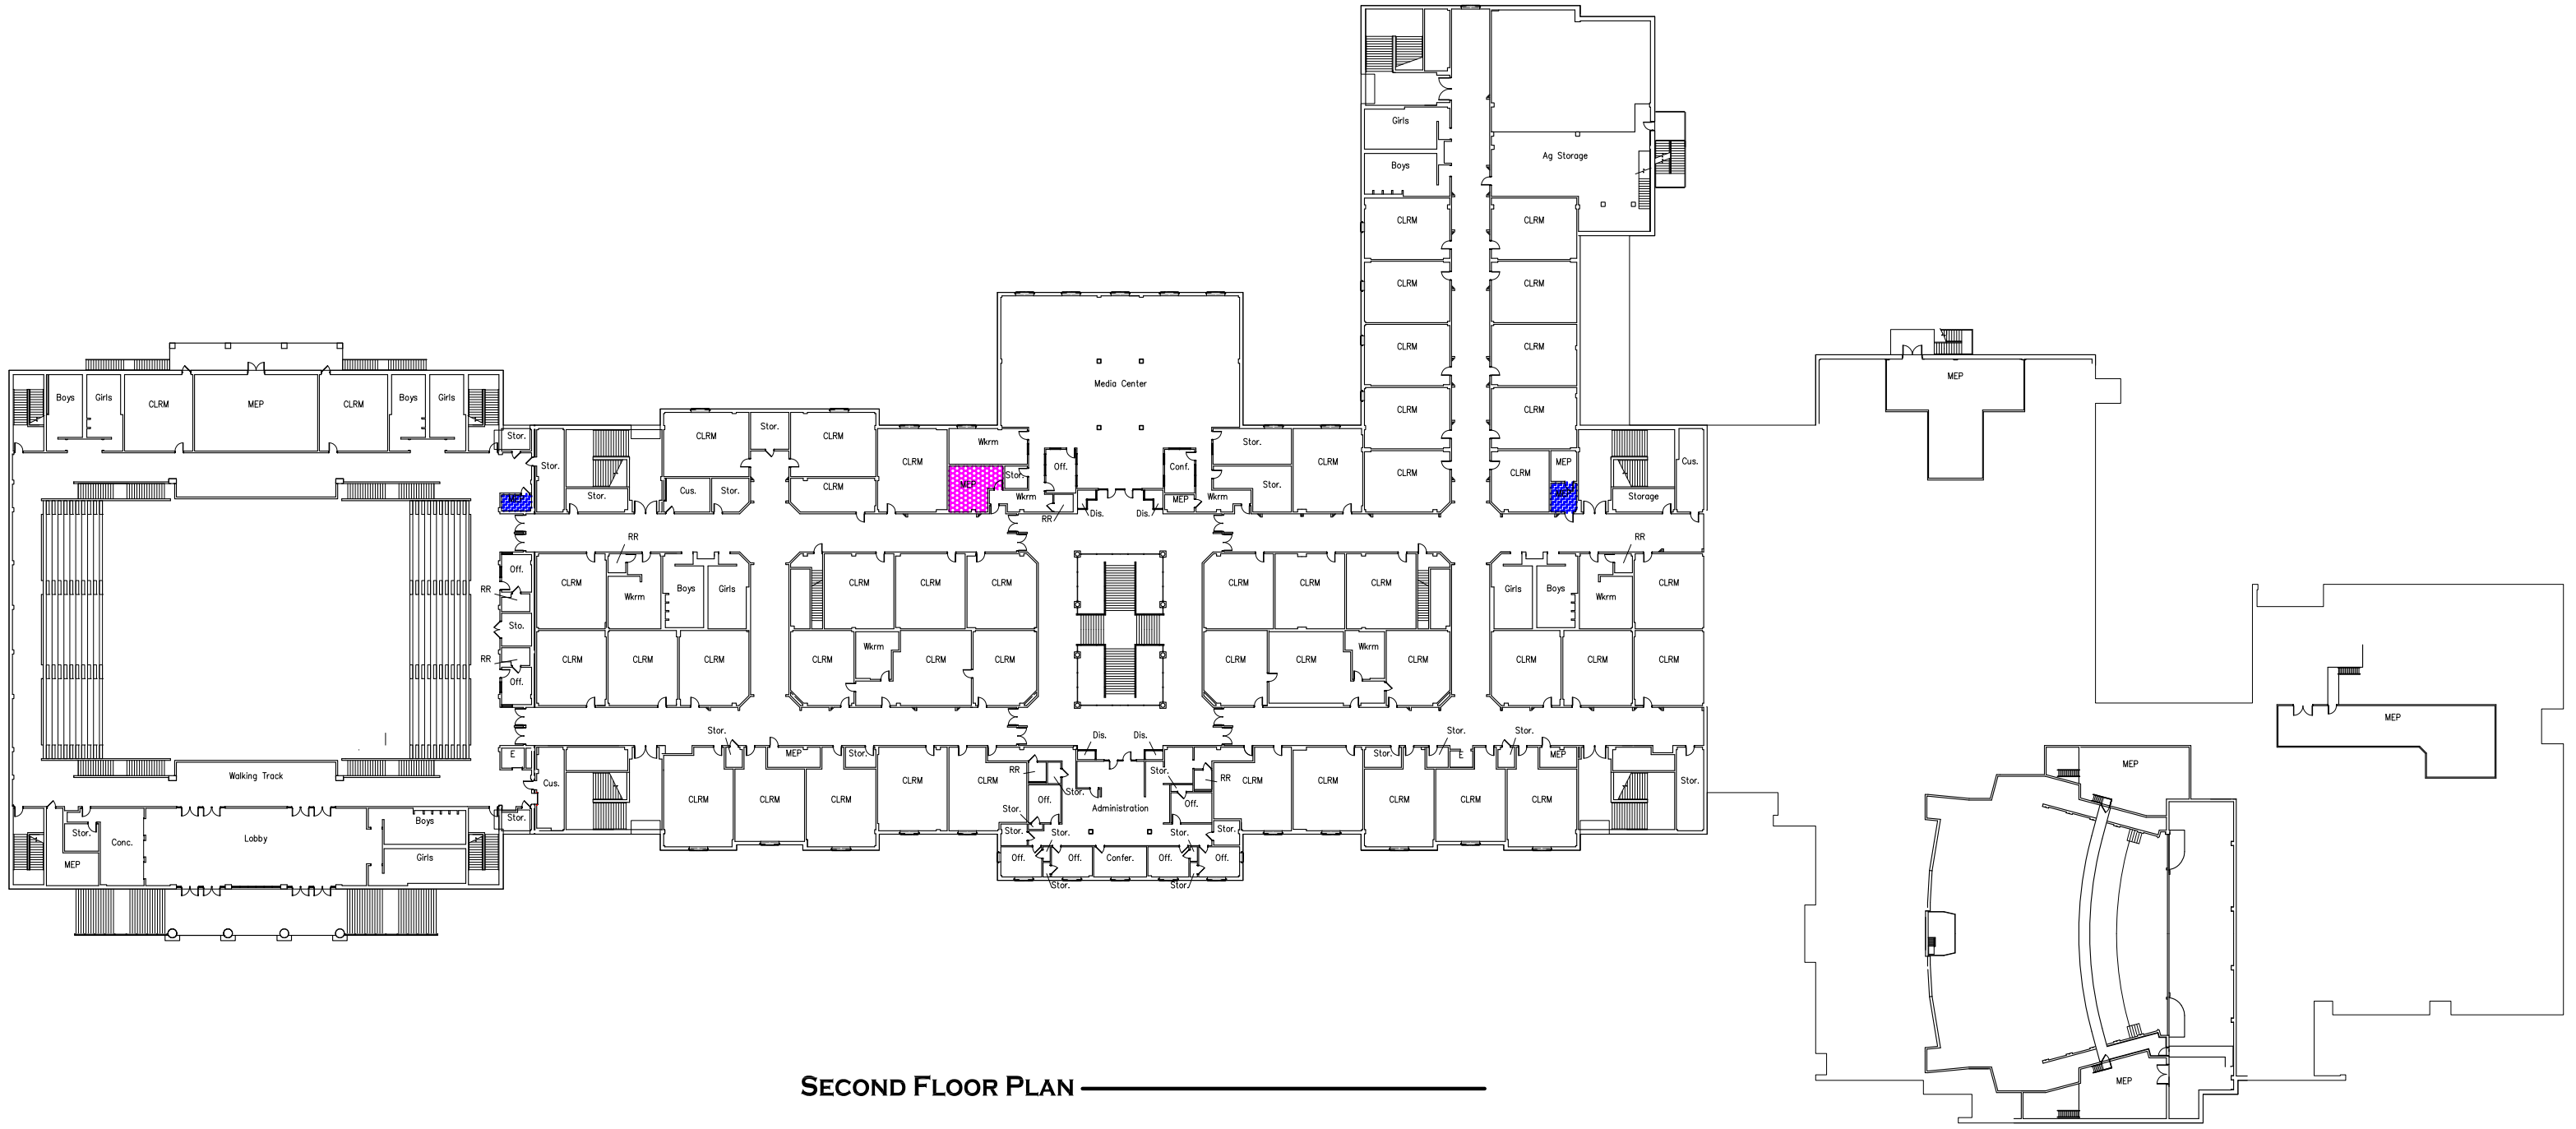 Girls
Ag Storage
Boys
CLRM CLRM
CLRM CLRM
CLRM CLRM
MEP
Media Center
Boys Girls CLRM MEP CLRM Boys Girls
CLRM CLRM
Stor. CLRM Stor. CLRM Wkrm Stor.
Stor. CLRM Off. Conf. CLRM CLRM CLRM MEP Cus.
Stor. Cus. Stor. CLRM MEP Stor. Wkrm MEP Wkrm Stor. MEP Storage
MEP RR Dis. Dis.
RR RR
Off. CLRM Wkrm Boys Girls CLRM CLRM CLRM CLRM CLRM CLRM Girls Boys Wkrm CLRM
RR
Sto.
RR CLRM CLRM CLRM CLRM Wkrm CLRM CLRM CLRM CLRM Wkrm CLRM CLRM CLRM CLRM
Off.
MEP
Stor. Dis. Dis. Stor. Stor.
E MEP Stor. Stor. E MEP MEP
Walking Track Cus. CLRM CLRM RR Stor. RR CLRM CLRM Stor.
Stor.
CLRM CLRM CLRM Off. Administration Off. CLRM CLRM CLRM
Boys Stor. Stor.
Stor. Conc. Lobby Stor. Stor. Stor. Stor.
MEP Girls Off. Off. Confer. Off. Off.
Stor. Stor.
MEP
SECOND FLOOR PLAN